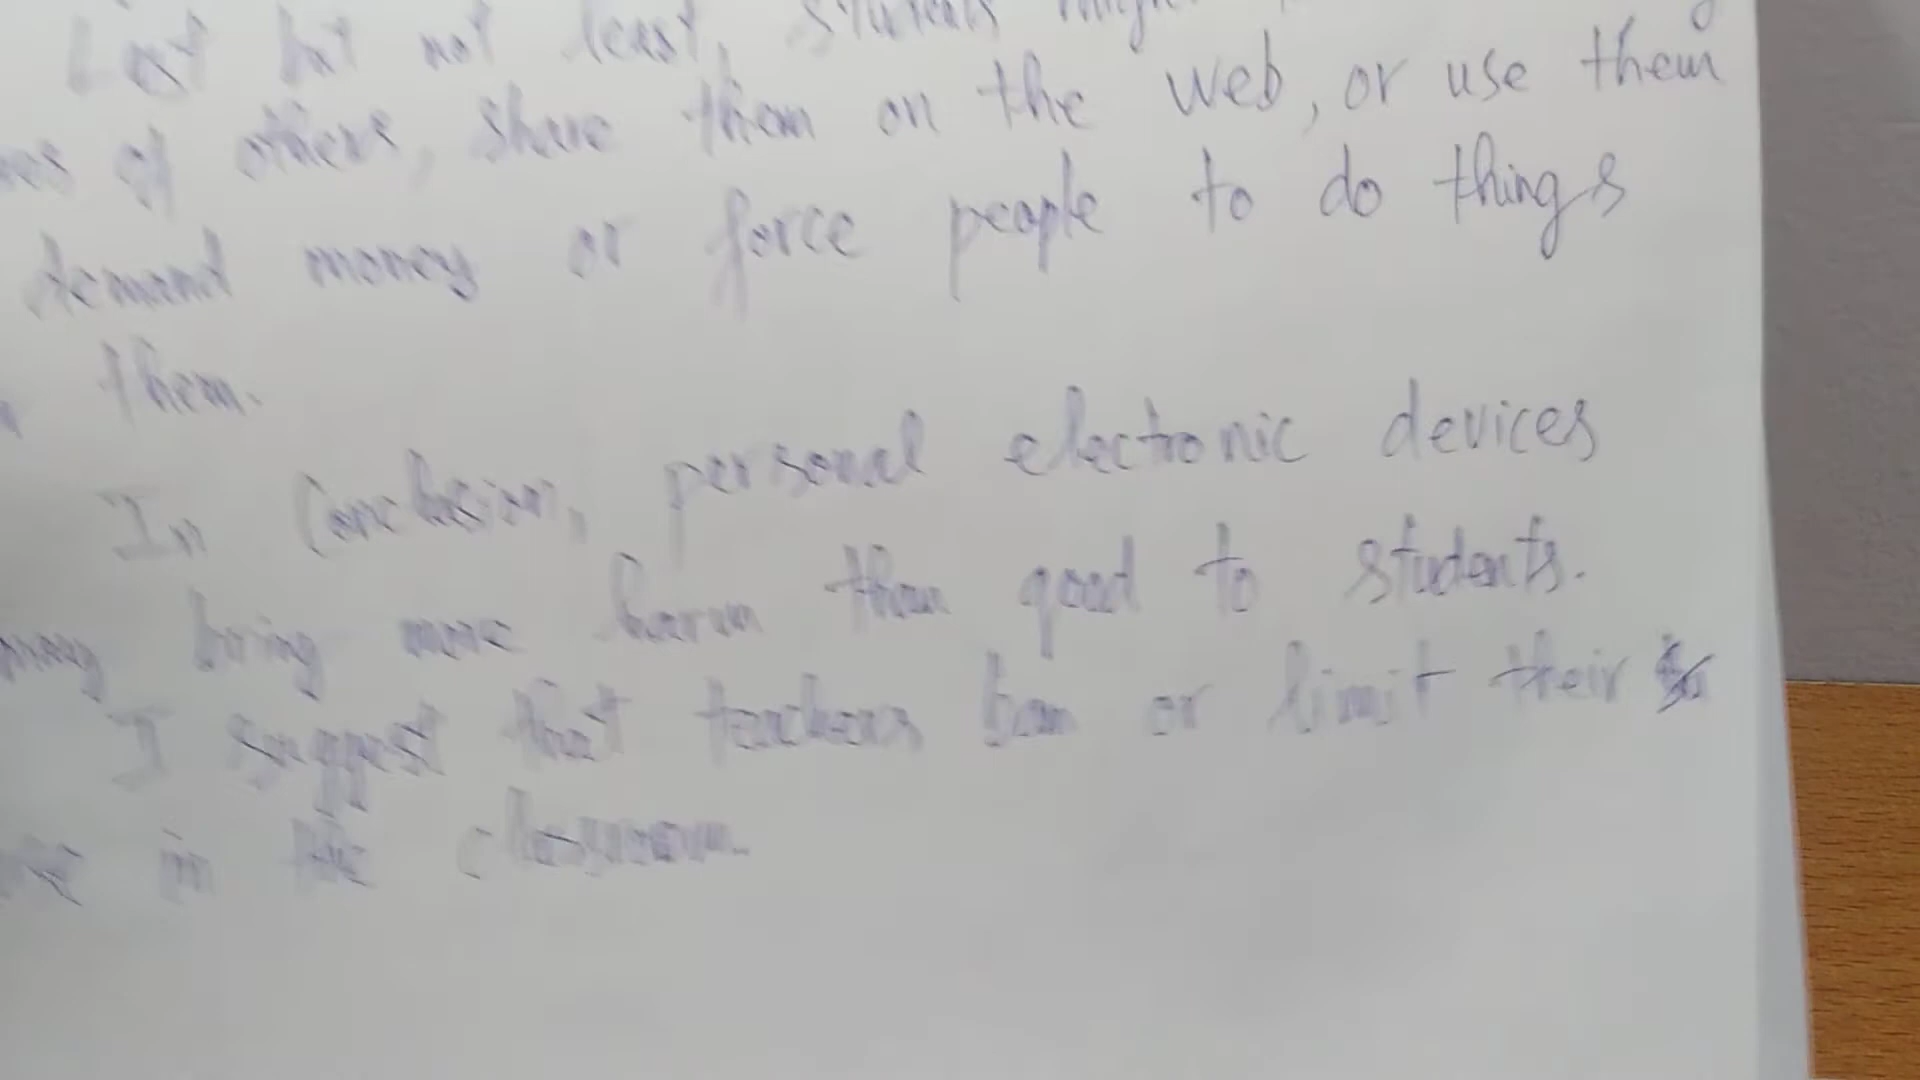 Last but not least, students might
of others, share them on the web, or use them
demand money or force people to do things
them.
In conclusion, personal electronic devices
may bring more harm than good to students.
I suggest that teachers ban or limit their
in the classroom.